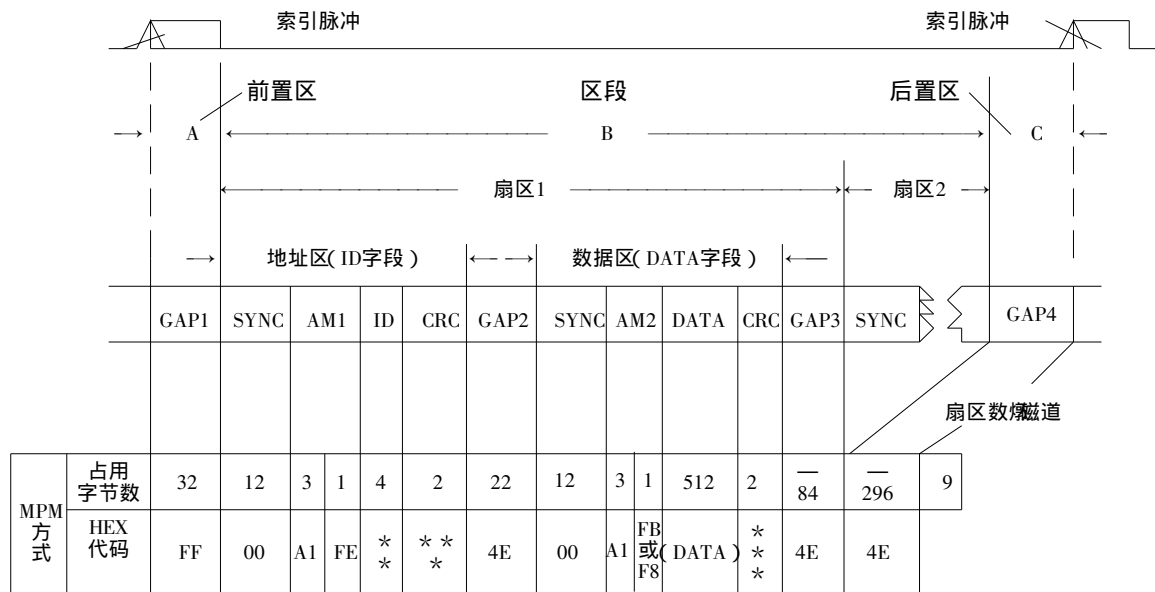 索引脉冲 索引脉冲
前置区 区段 后置区
A B C
扇区1 扇区2
地址区(ID字段) 数据区(DATA字段)
GAP1 SYNC AM1 ID CRC GAP2 SYNC AM2 DATA CRC GAP3 SYNC GAP4
扇区数 磁道
占用 字节数 32 12 3 1 4 2 22 12 3 1 512 2 — 84 — 296 9
MPM 方式
HEX 代码 FF 00 A1 FE ** *** 4E 00 A1 FB或F8 (DATA) *** 4E 4E